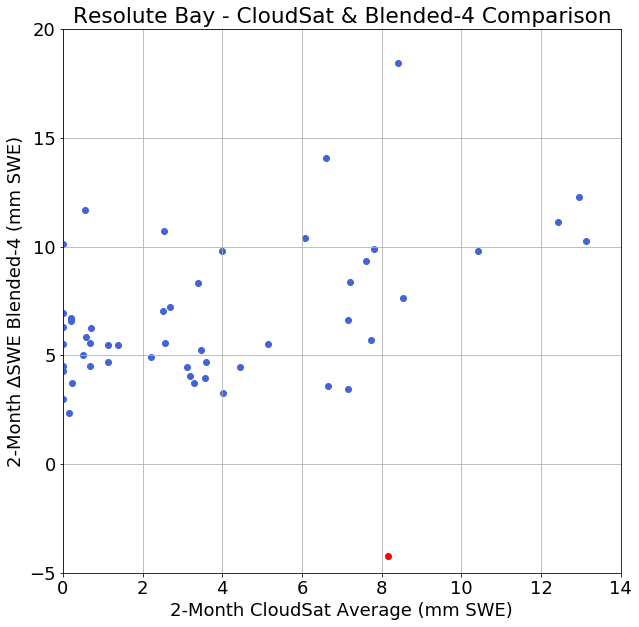 Resolute Bay - CloudSat & Blended-4 Comparison
2-Month ΔSWE Blended-4 (mm SWE)
20
15
10
5
0
−5
0 2 4 6 8 10 12 14
2-Month CloudSat Average (mm SWE)